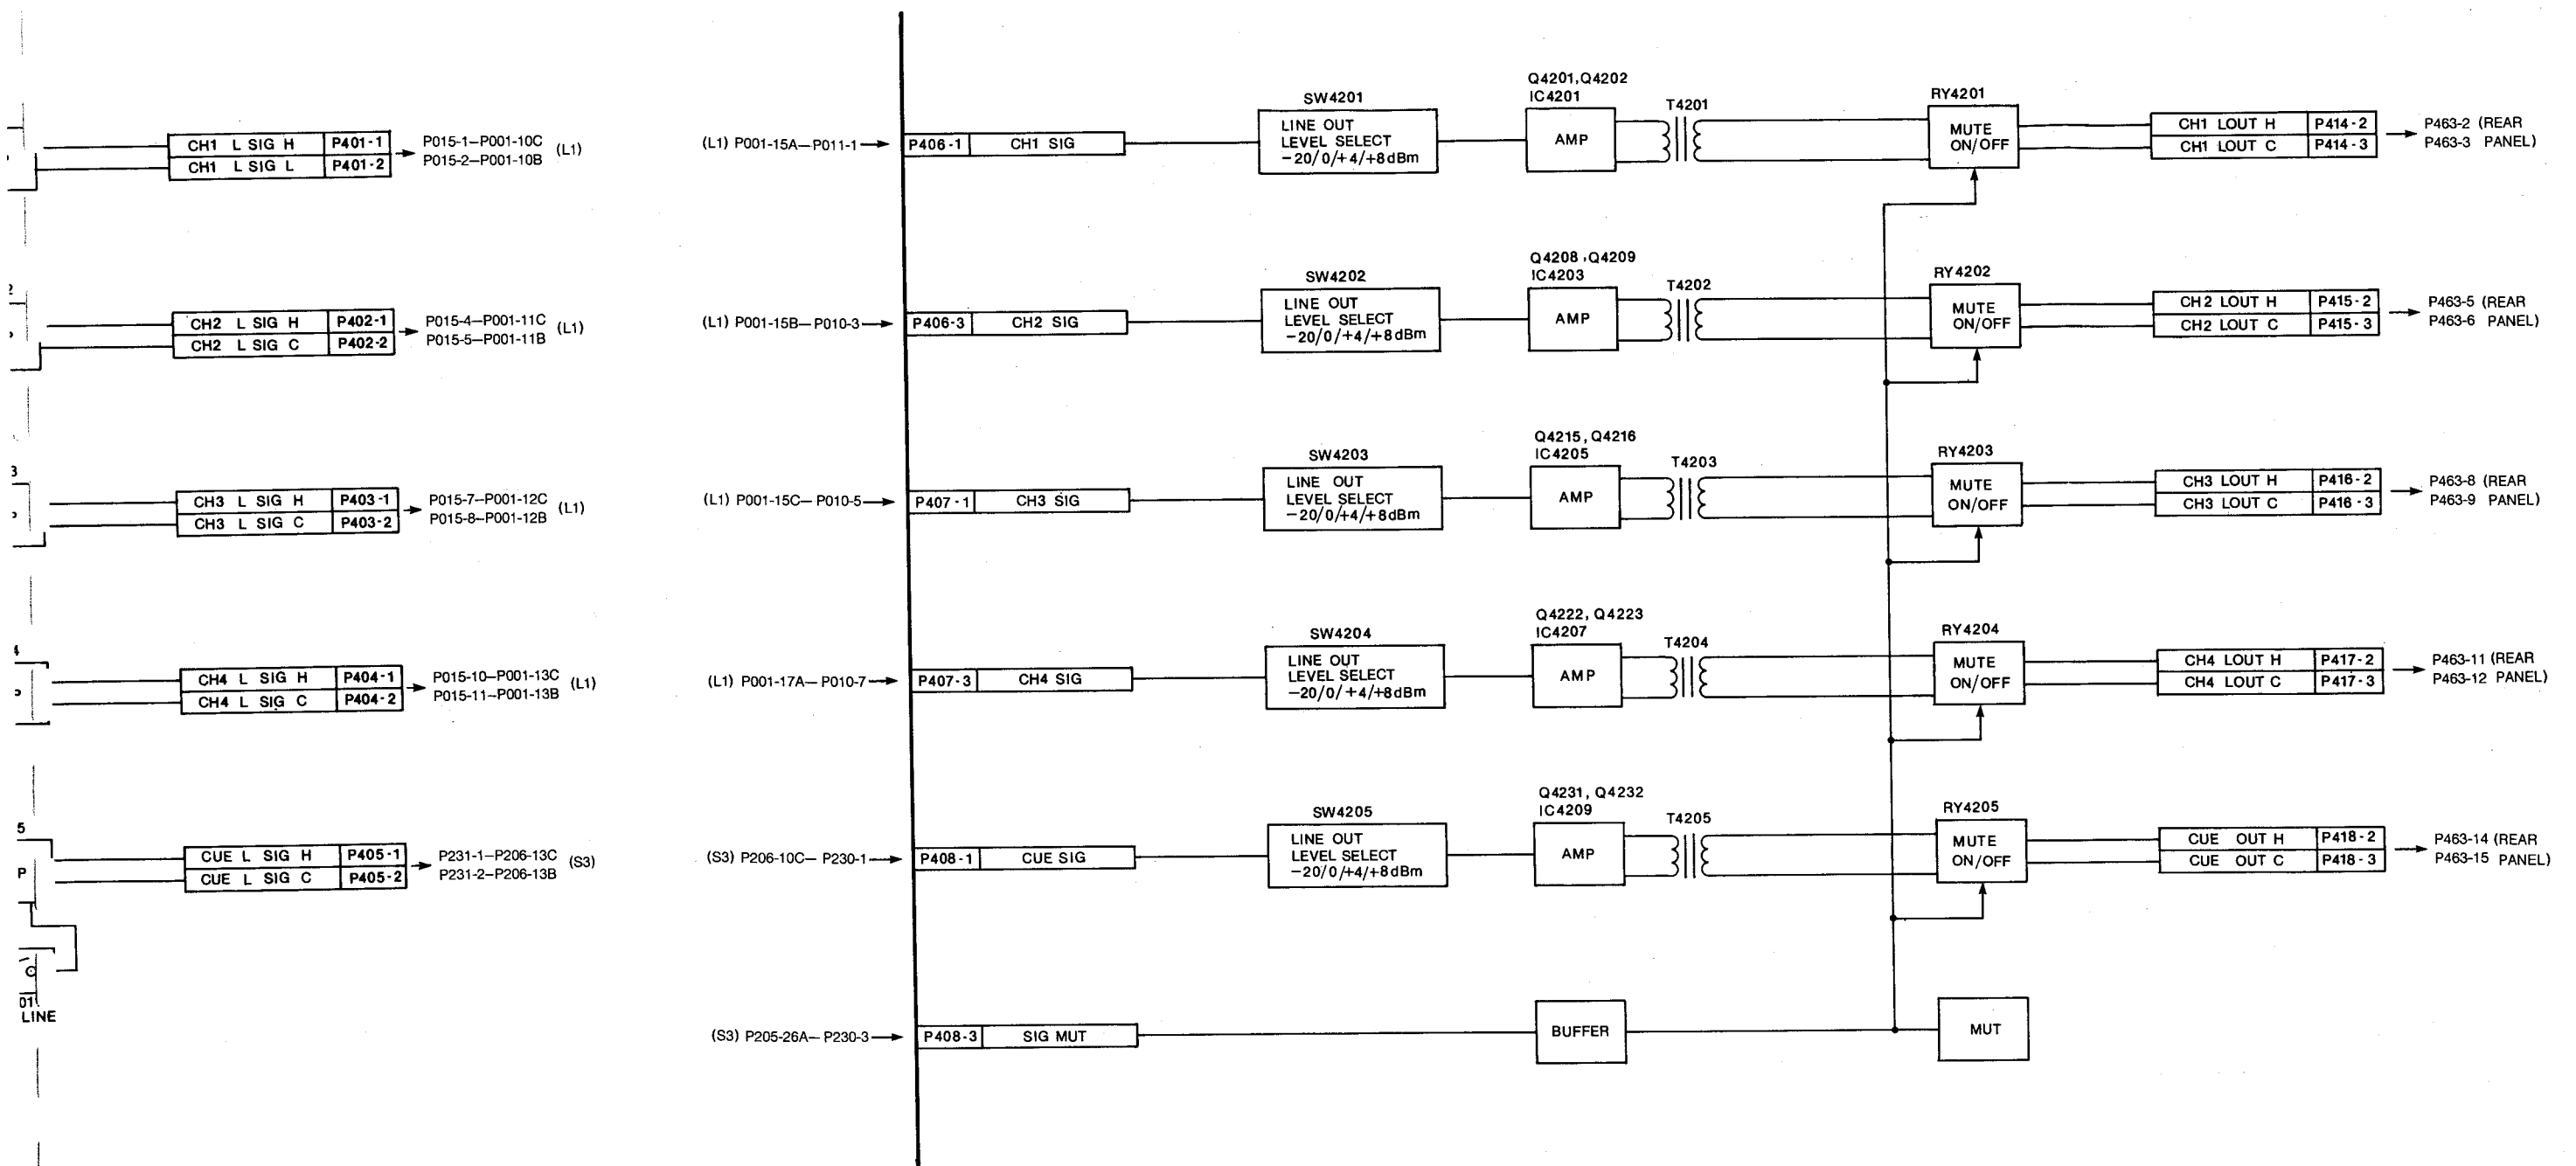 CH1 L SIG H P401-1
CH1 L SIG L P401-2
P015-1–P001-10C
P015-2–P001-10B
(L1)
(L1) P001-15A–P011-1
P406-1 CH1 SIG
SW4201
LINE OUT
LEVEL SELECT
-20/0/+4/+8dBm
Q4201,Q4202
IC4201
AMP
T4201
RY4201
MUTE
ON/OFF
CH1 LOUT H P414-2
CH1 LOUT C P414-3
P463-2 (REAR
P463-3 PANEL)
2
CH2 L SIG H P402-1
CH2 L SIG C P402-2
P015-4–P001-11C
P015-5–P001-11B
(L1)
(L1) P001-15B–P010-3
P406-3 CH2 SIG
SW4202
LINE OUT
LEVEL SELECT
-20/0/+4/+8dBm
Q4208,Q4209
IC4203
AMP
T4202
RY4202
MUTE
ON/OFF
CH2 LOUT H P415-2
CH2 LOUT C P415-3
P463-5 (REAR
P463-6 PANEL)
3
CH3 L SIG H P403-1
CH3 L SIG C P403-2
P015-7–P001-12C
P015-8–P001-12B
(L1)
(L1) P001-15C–P010-5
P407-1 CH3 SIG
SW4203
LINE OUT
LEVEL SELECT
-20/0/+4/+8dBm
Q4215,Q4216
IC4205
AMP
T4203
RY4203
MUTE
ON/OFF
CH3 LOUT H P416-2
CH3 LOUT C P416-3
P463-8 (REAR
P463-9 PANEL)
4
CH4 L SIG H P404-1
CH4 L SIG C P404-2
P015-10–P001-13C
P015-11–P001-13B
(L1)
(L1) P001-17A–P010-7
P407-3 CH4 SIG
SW4204
LINE OUT
LEVEL SELECT
-20/0/+4/+8dBm
Q4222, Q4223
IC4207
AMP
T4204
RY4204
MUTE
ON/OFF
CH4 LOUT H P417-2
CH4 LOUT C P417-3
P463-11 (REAR
P463-12 PANEL)
5
P
CUE L SIG H P405-1
CUE L SIG C P405-2
P231-1–P206-13C
P231-2–P206-13B
(S3)
(S3) P206-10C–P230-1
P408-1 CUE SIG
SW4205
LINE OUT
LEVEL SELECT
-20/0/+4/+8dBm
Q4231, Q4232
IC4209
AMP
T4205
RY4205
MUTE
ON/OFF
CUE OUT H P418-2
CUE OUT C P418-3
P463-14 (REAR
P463-15 PANEL)
01
LINE
(S3) P205-26A–P230-3
P408-3 SIG MUT
BUFFER
MUT